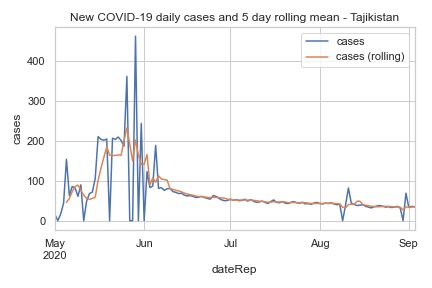 New COVID-19 daily cases and 5 day rolling mean - Tajikistan
cases
cases (rolling)
400
300
200
100
0
cases
May
2020
Jun
Jul
Aug
Sep
dateRep